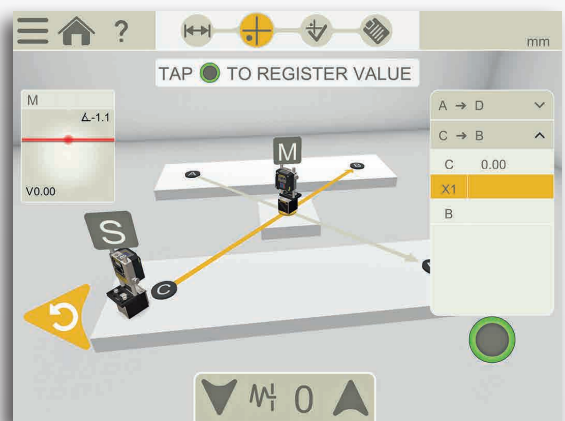 ?
mm
TAP TO REGISTER VALUE
M
∠-1.1
V0.00
A → D
C → B
C 0.00
X1
B
M
A
B
S
C
0